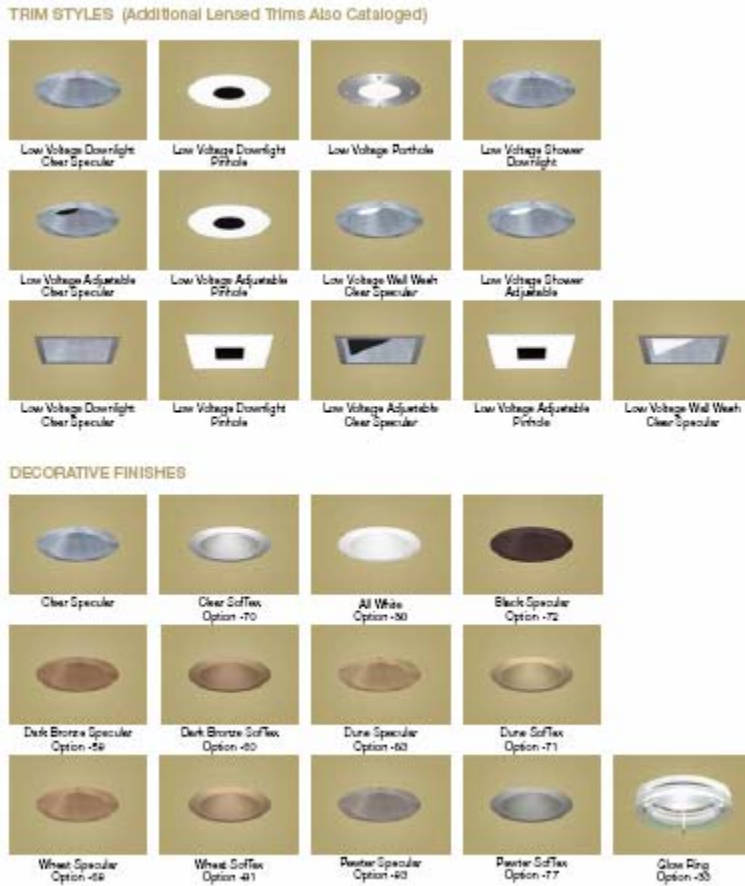 TRIM STYLES (Additional Lensed Trims Also Cataloged)
Low Voltage Downlight
Clear Specular
Low Voltage Downlight
Pinhole
Low Voltage Porthole
Low Voltage Shower
Downlight
Low Voltage Adjustable
Clear Specular
Low Voltage Adjustable
Pinhole
Low Voltage Wall Wash
Clear Specular
Low Voltage Shower
Adjustable
Low Voltage Downlight
Clear Specular
Low Voltage Downlight
Pinhole
Low Voltage Adjustable
Clear Specular
Low Voltage Adjustable
Pinhole
Low Voltage Wall Wash
Clear Specular
DECORATIVE FINISHES
Clear Specular
Clear SofTex
Option -70
All White
Option
Black Specular
Option -72
Dark Bronze Specular
Option
Dark Bronze SofTex
Option
Dune Specular
Option
Dune SofTex
Option -71
Wheat Specular
Option
Wheat SofTex
Option
Pewter Specular
Option
Pewter SofTex
Option -77
Glow Ring
Option